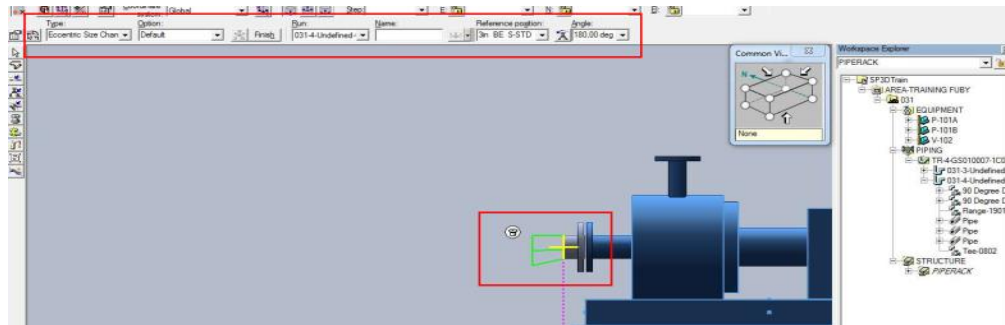 Global
Step:
E:
N:
El:
Type:
Option:
Run:
Name:
Reference position:
Angle:
Eccentric Size Chan
Default
Finish
031-4-Undefined-
3in BE S-STD
180.00 deg
Common Vi...
N
None
Workspace Explorer
PIPERACK
SP3DTrain
AREA-TRAINING FUBY
031
EQUIPMENT
P-101A
P-101B
V-102
PIPING
TR-4-GS010007-1C0
031-3-Undefined
031-4-Undefined
90 Degree D
90 Degree D
Flange-1901
Pipe
Pipe
Pipe
Tee-0802
STRUCTURE
PIPERACK